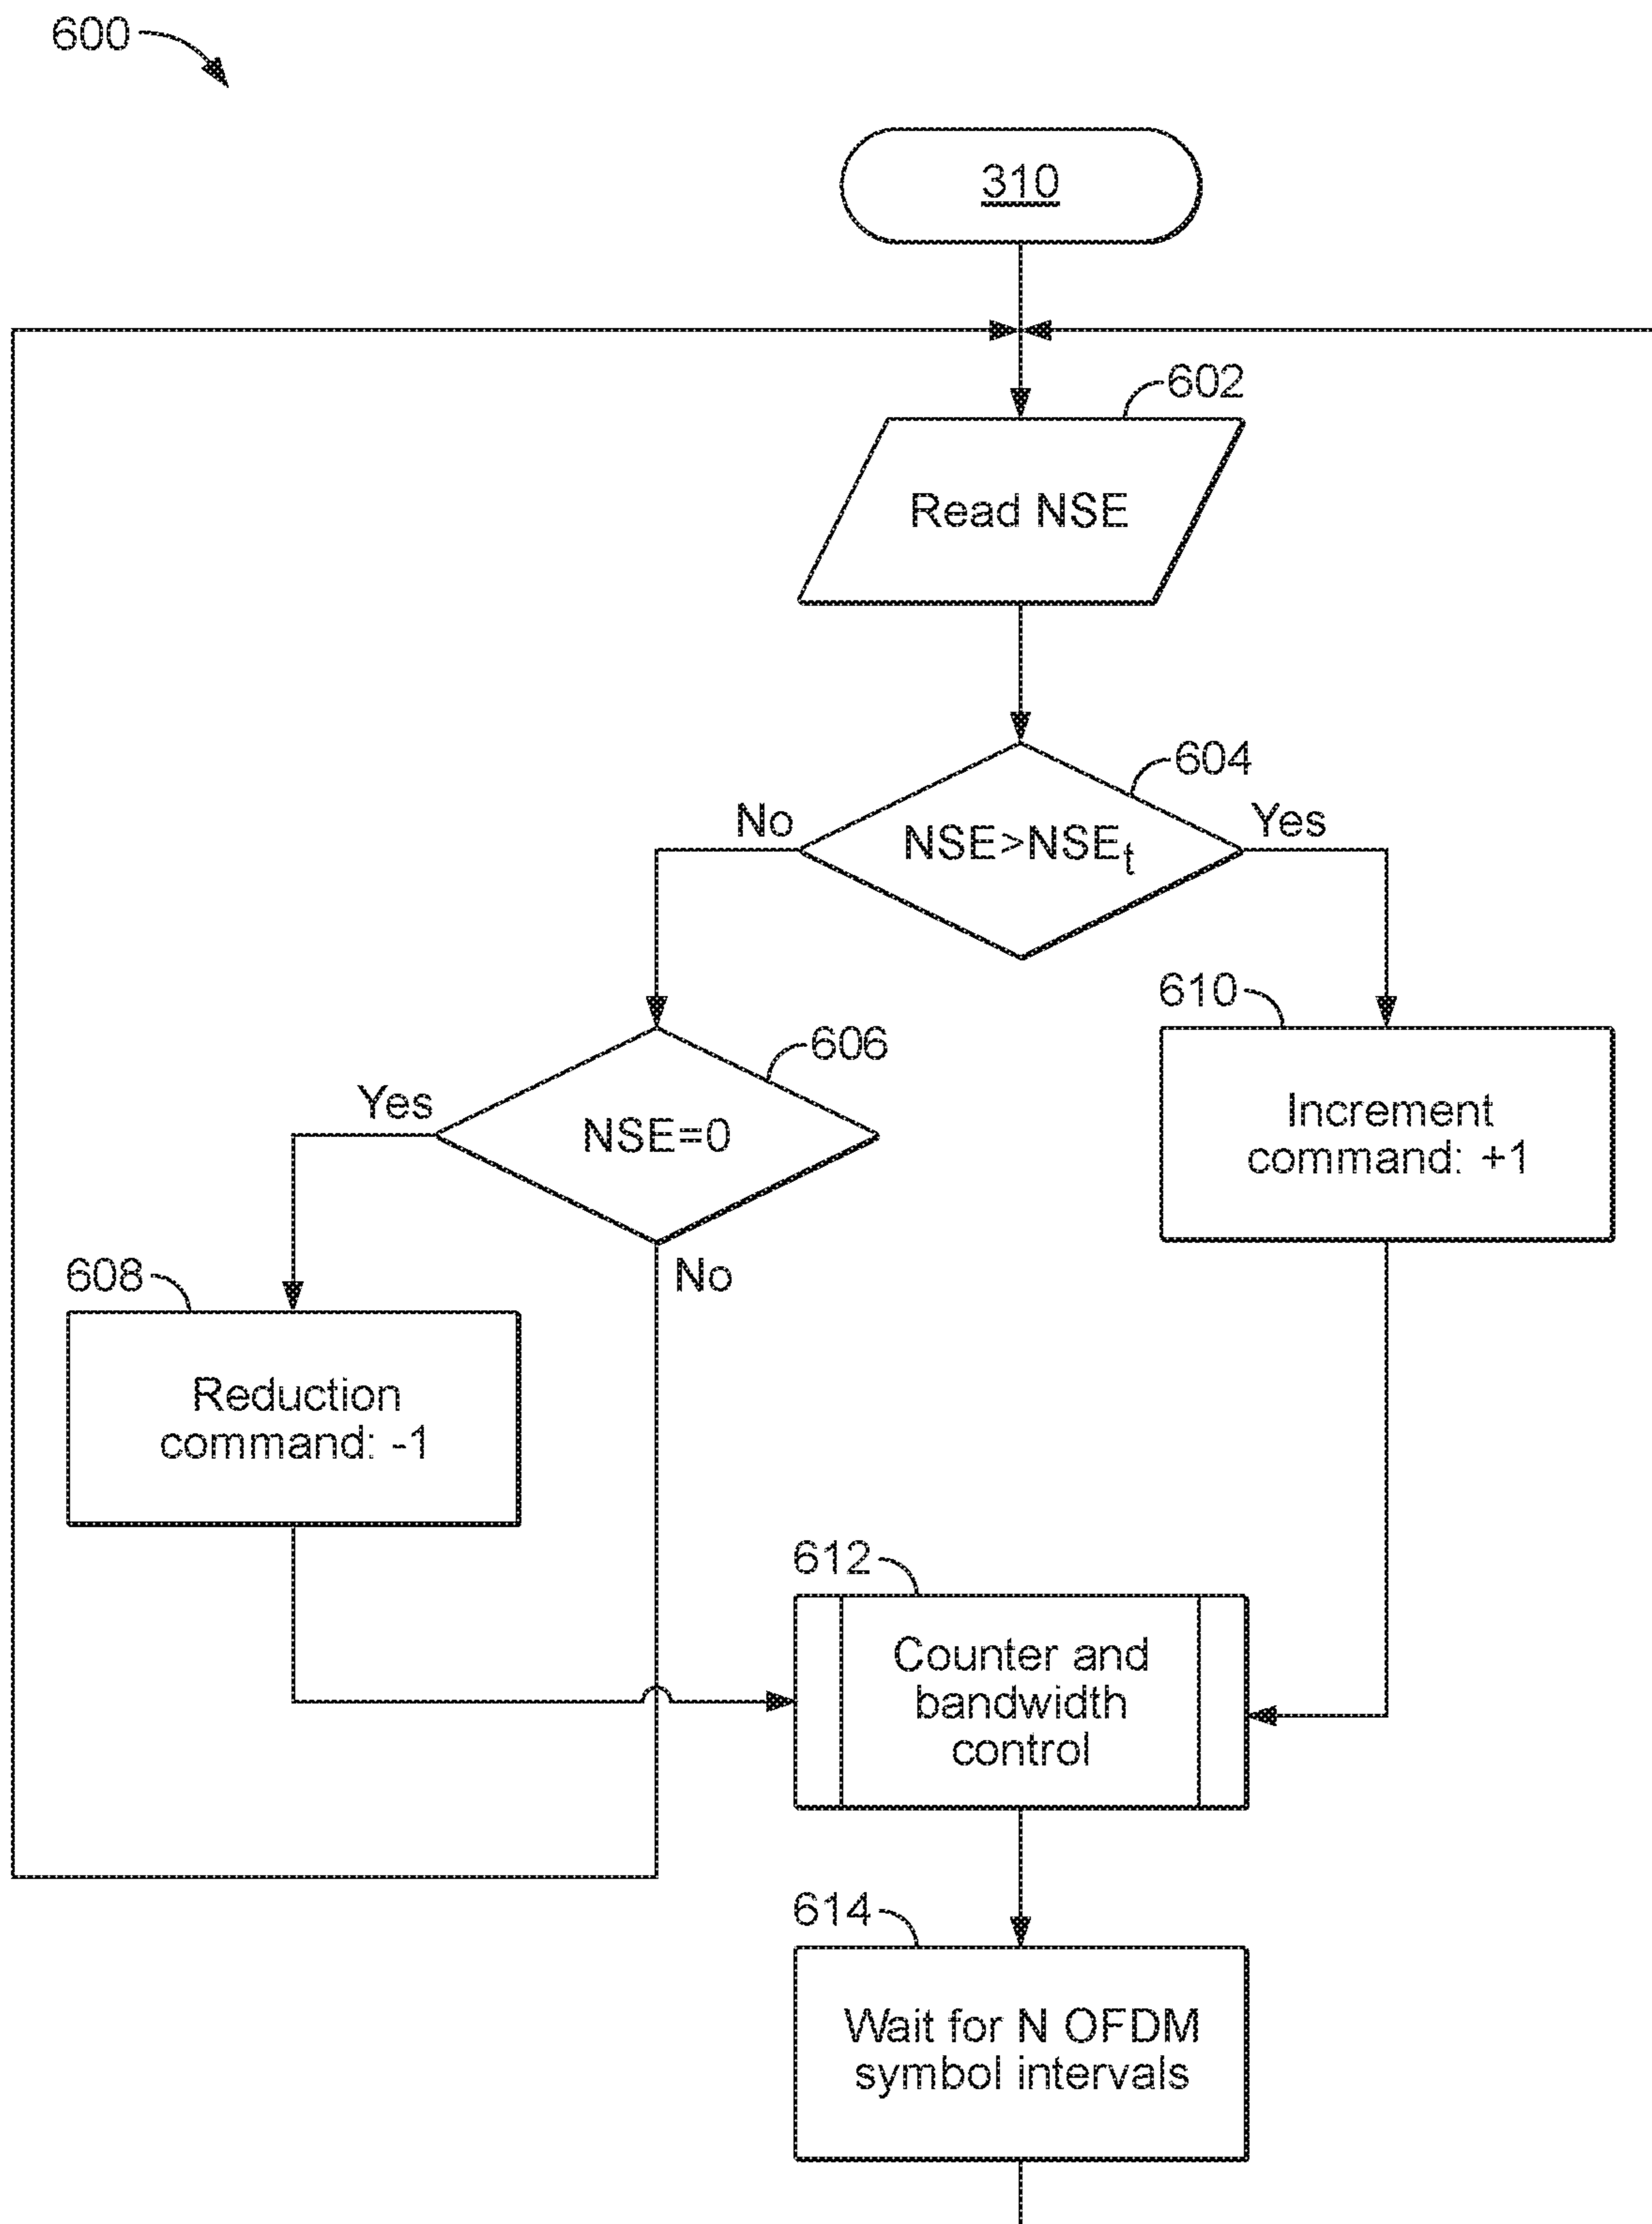 600
310
602
Read NSE
604
No
NSE>NSEt
Yes
610
606
Yes
NSE=0
Increment
command: +1
608
No
Reduction
command: -1
612
Counter and
bandwidth
control
614
Wait for N OFDM
symbol intervals